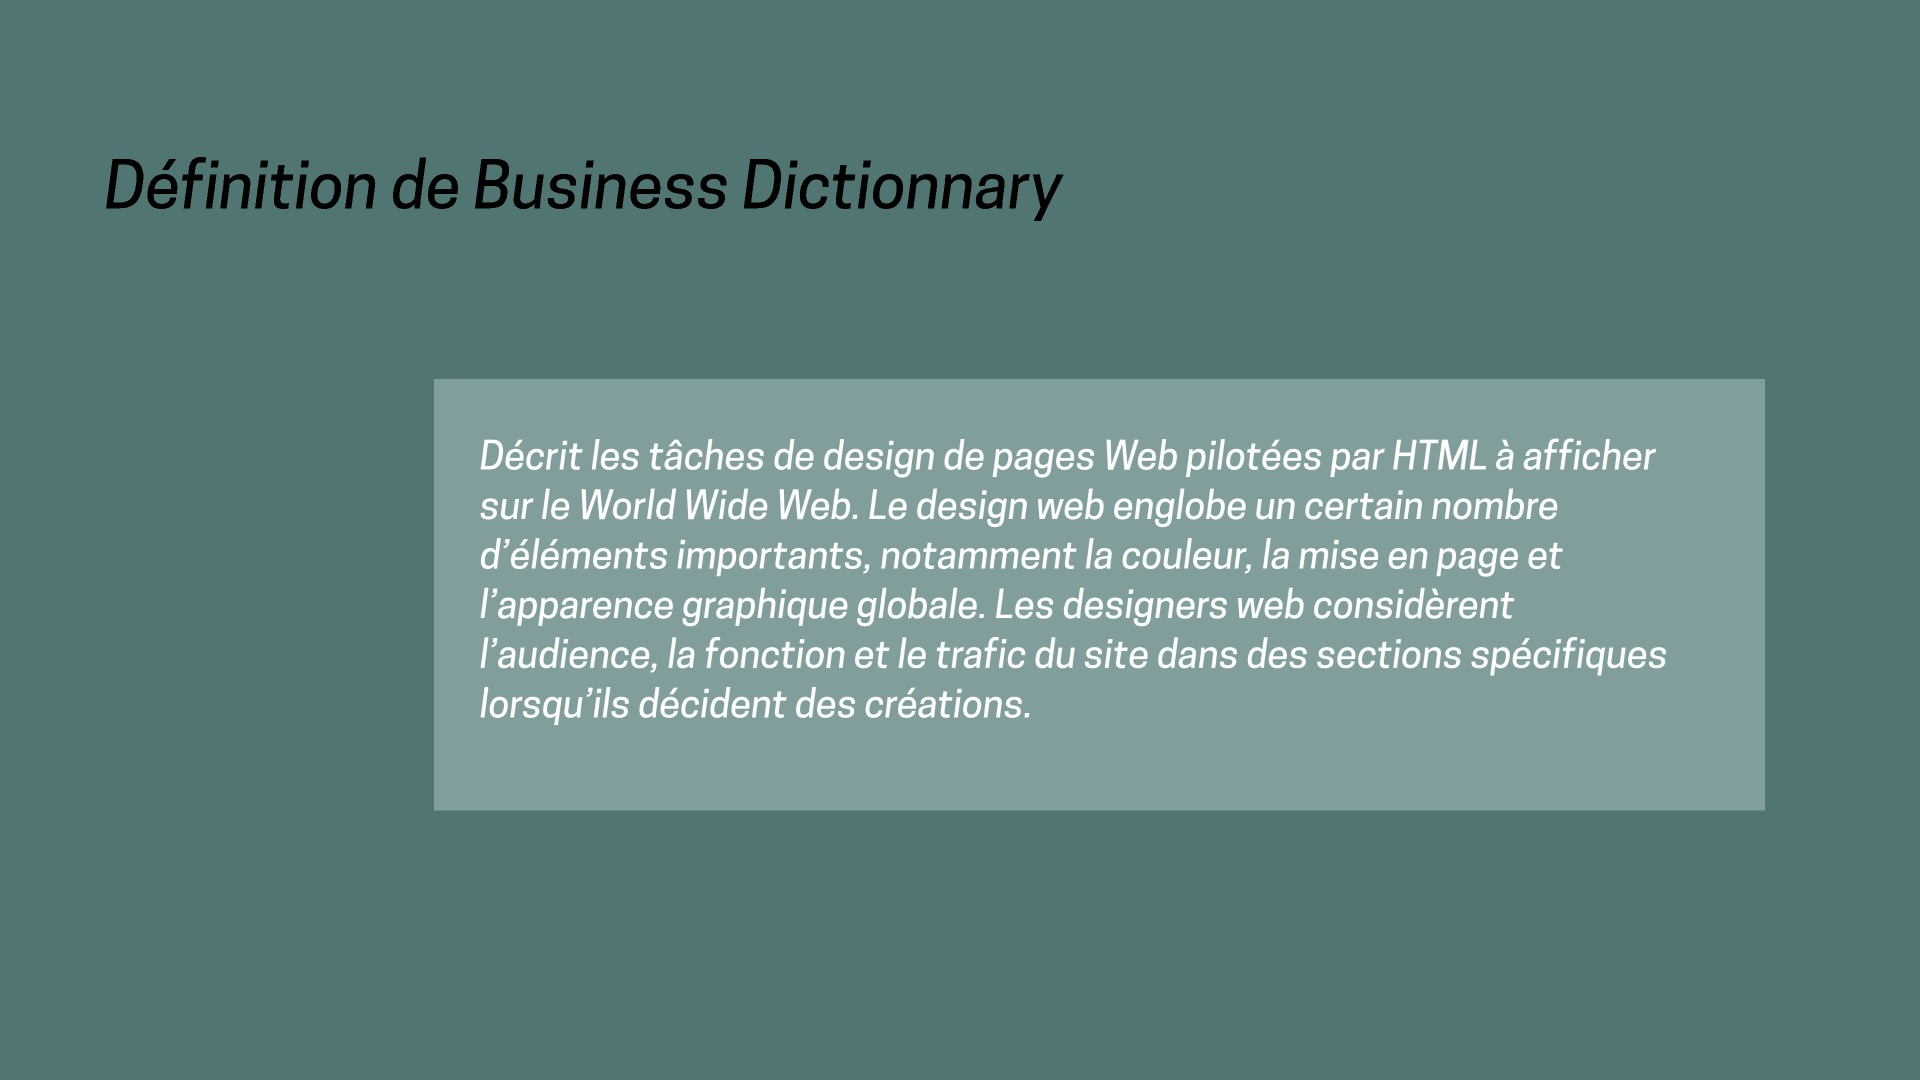 Définition de Business Dictionnary
Décrit les tâches de design de pages Web pilotées par HTML à afficher
sur le World Wide Web. Le design web englobe un certain nombre
d’éléments importants, notamment la couleur, la mise en page et
l’apparence graphique globale. Les designers web considèrent
l’audience, la fonction et le trafic du site dans des sections spécifiques
lorsqu’ils décident des créations.